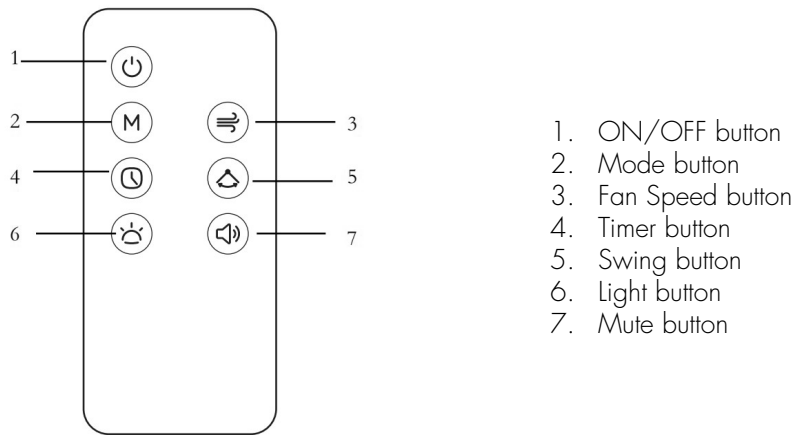 1
2
M
3
4
5
6
7
1. ON/OFF button
2. Mode button
3. Fan Speed button
4. Timer button
5. Swing button
6. Light button
7. Mute button